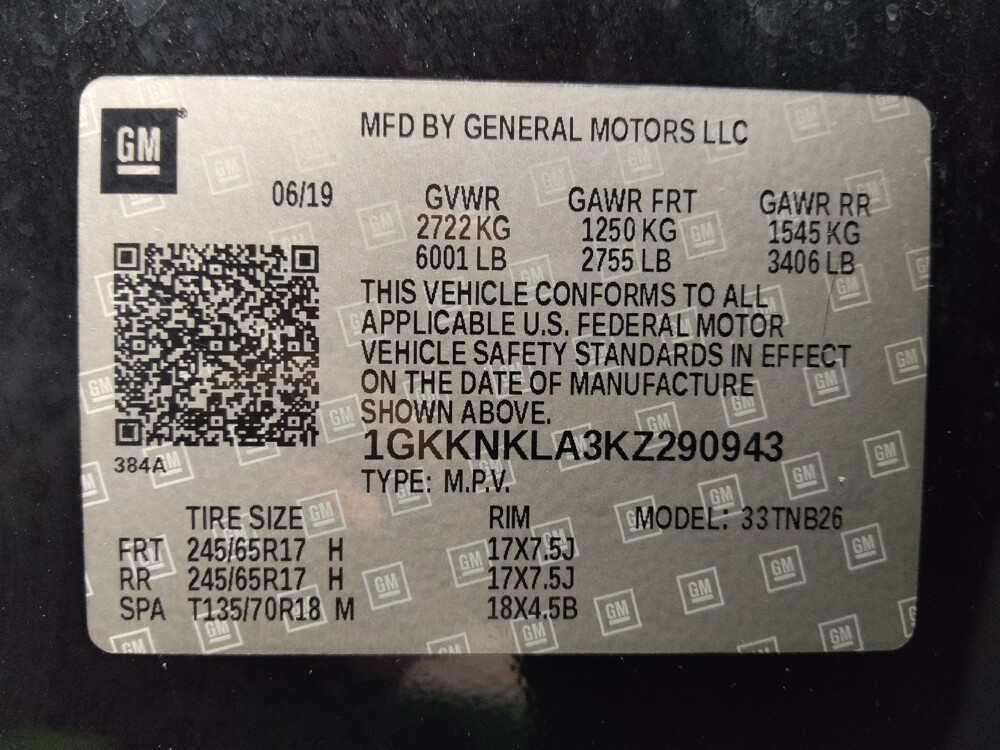 GM
MFD BY GENERAL MOTORS LLC
06/19
GVWR GAWR FRT GAWR RR
2722 KG 1250 KG 1545 KG
6001 LB 2755 LB 3406 LB
THIS VEHICLE CONFORMS TO ALL
APPLICABLE U.S. FEDERAL MOTOR
VEHICLE SAFETY STANDARDS IN EFFECT
ON THE DATE OF MANUFACTURE
SHOWN ABOVE.
1GKKNKLA3KZ290943
384A
TYPE: M.P.V.
TIRE SIZE RIM MODEL: 33TNB26
FRT 245/65R17 H 17X7.5J
RR 245/65R17 H 17X7.5J
SPA T135/70R18 M 18X4.5B